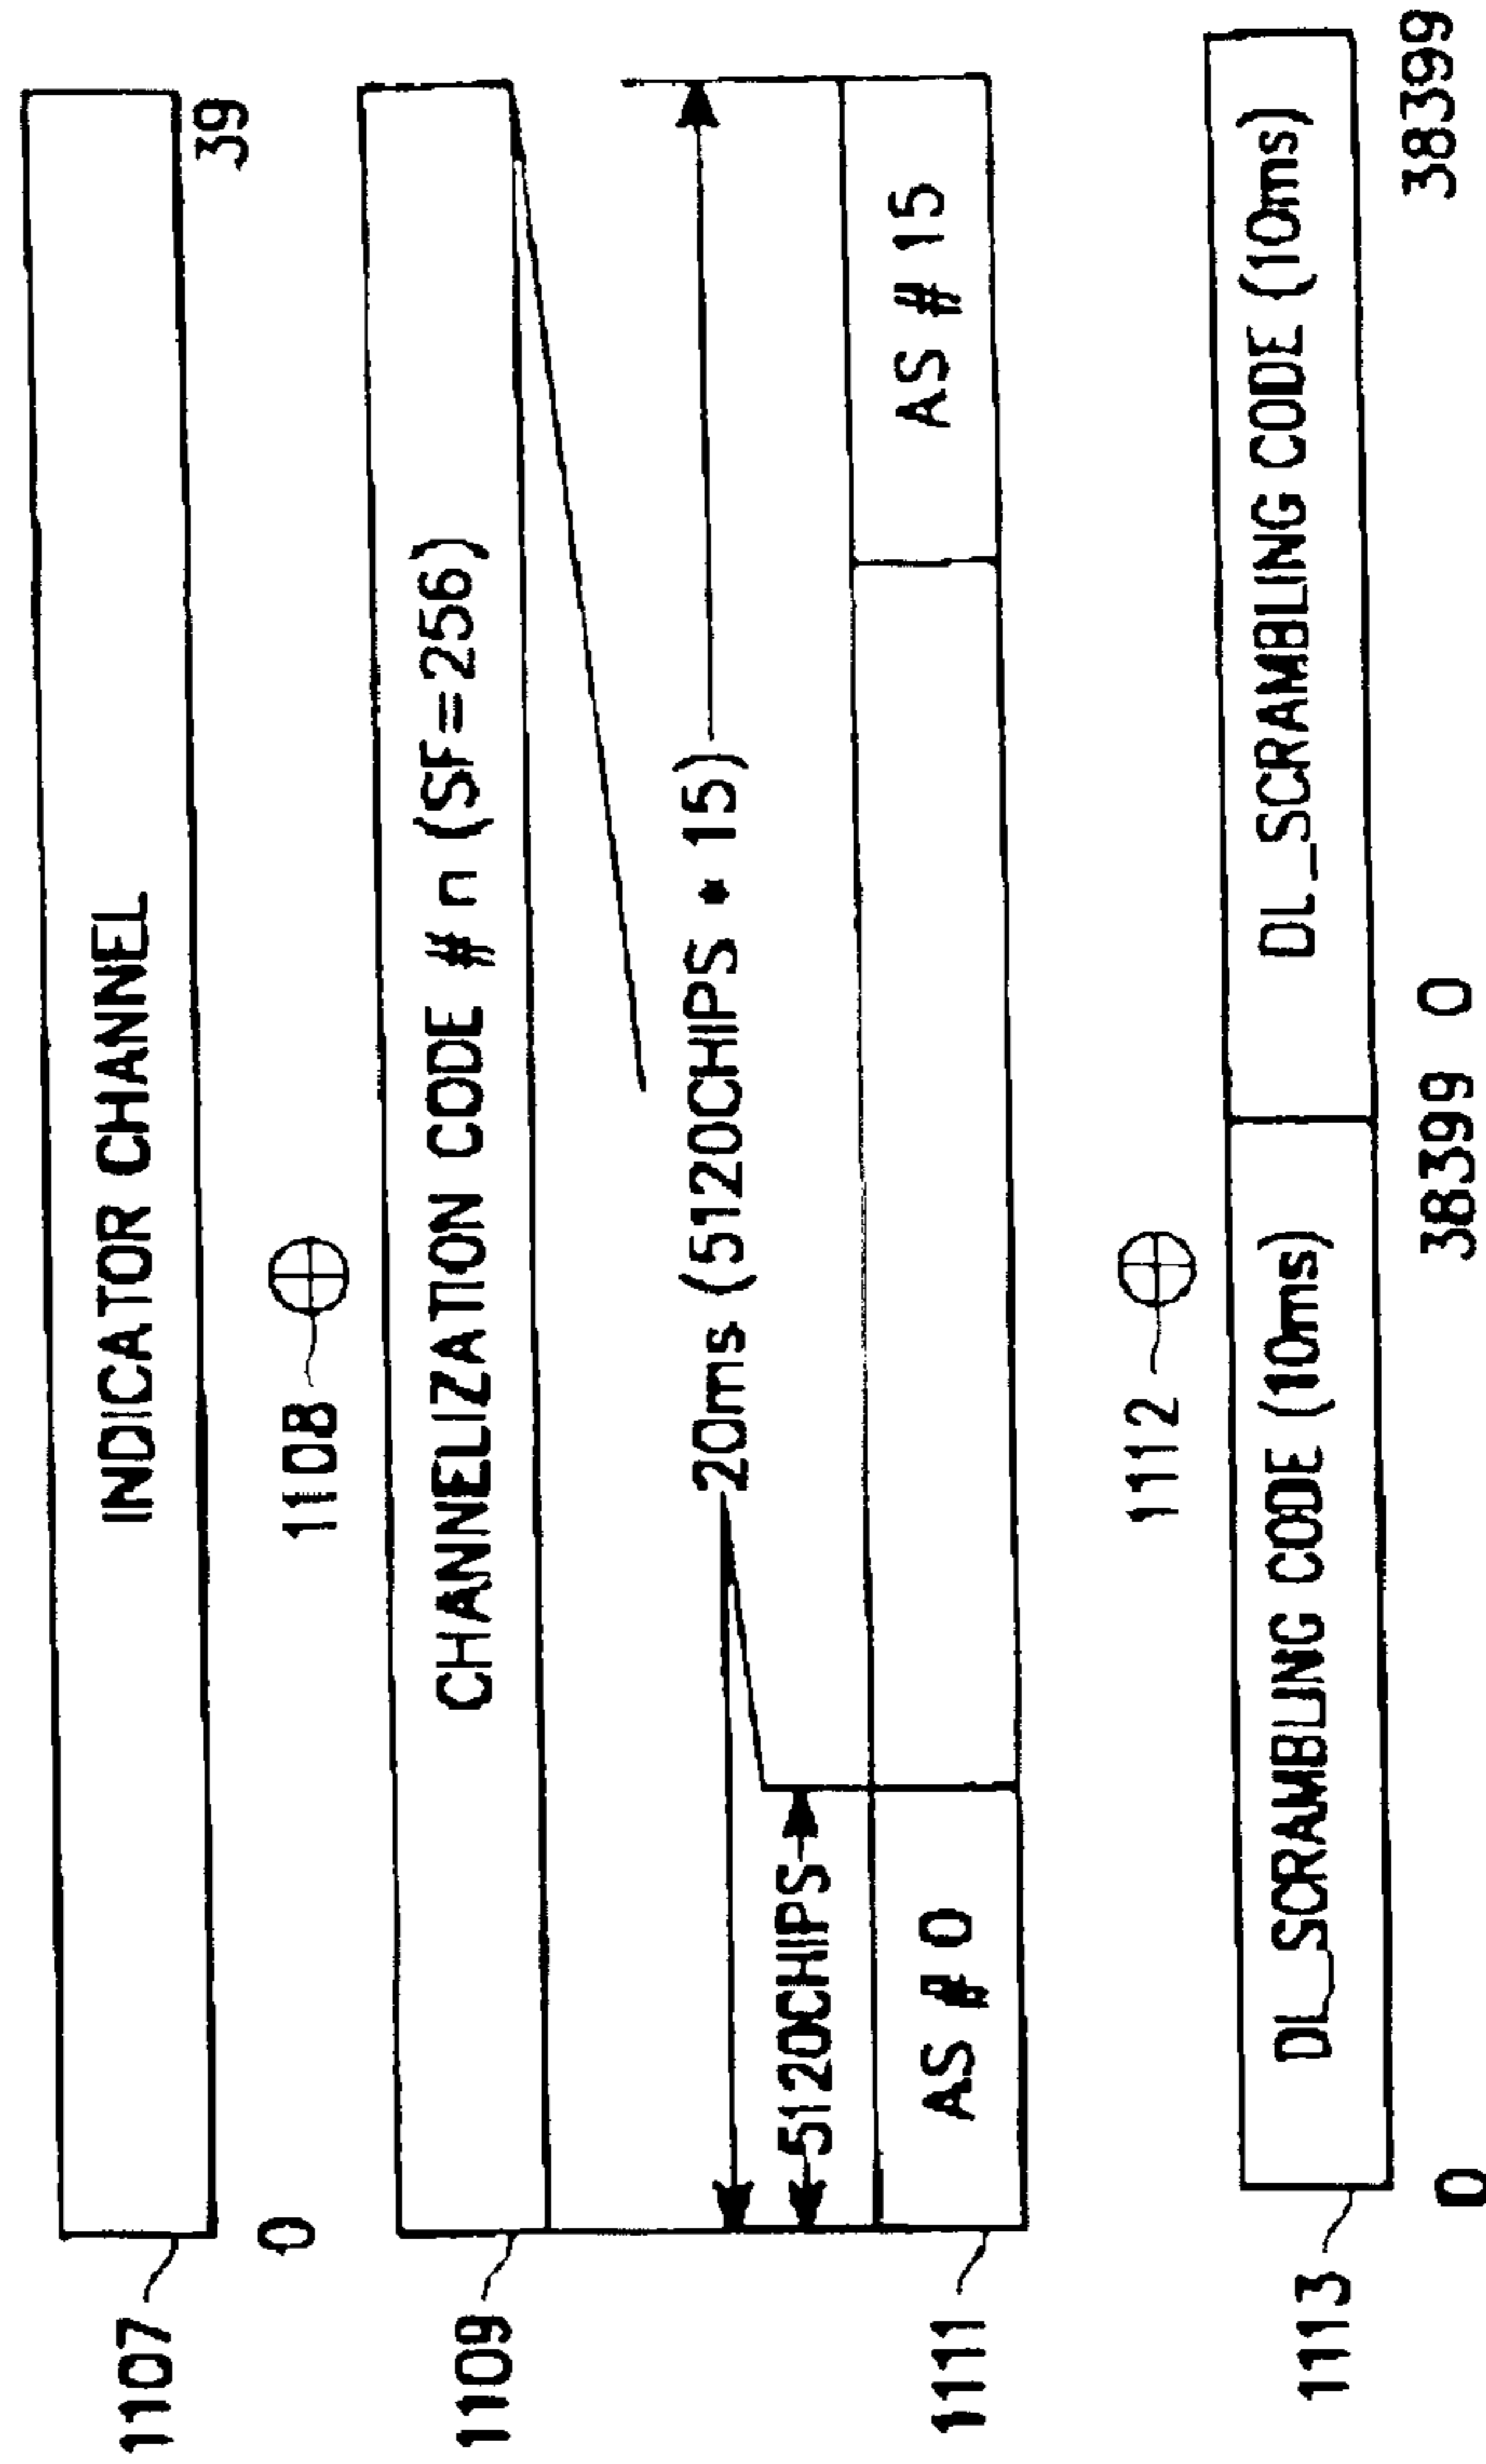 1107
INDICATOR CHANNEL
0
39
1108
1109
CHANNELIZATION CODE # n (SF=256)
20ms (5120CHIPS • 15)
5120CHIPS
1111
AS # 0
AS # 15
1112
1113
DL_SCRAMBLING CODE (10ms)
DL_SCRAMBLING CODE (10ms)
0
38399 0
38399